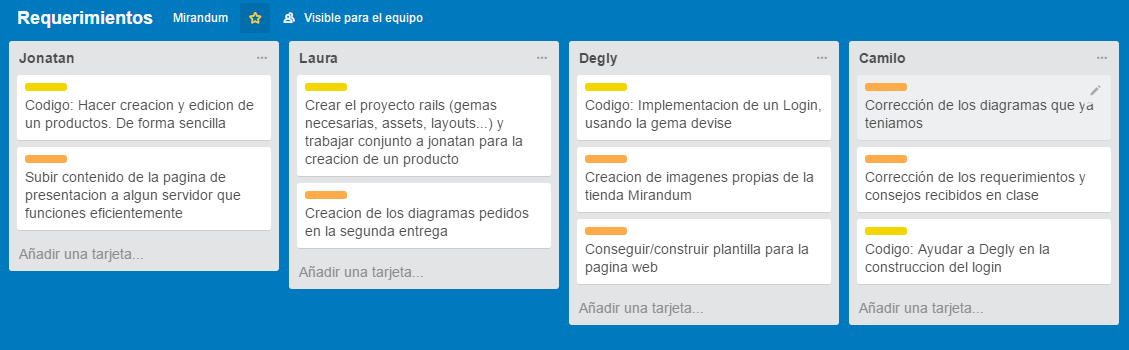 Requerimientos Mirandum Visible para el equipo
Jonatan
Codigo: Hacer creacion y edicion de
un productos. De forma sencilla
Subir contenido de la pagina de
presentacion a algun servidor que
funciones eficientemente
Añadir una tarjeta...
Laura
Crear el proyecto rails (gemas
necesarias, assets, layouts...) y
trabajar conjunto a jonatan para la
creacion de un producto
Creacion de los diagramas pedidos
en la segunda entrega
Añadir una tarjeta...
Degly
Codigo: Implementacion de un Login,
usando la gema devise
Creacion de imagenes propias de la
tienda Mirandum
Conseguir/construir plantilla para la
pagina web
Añadir una tarjeta...
Camilo
Corrección de los diagramas que ya
teniamos
Corrección de los requerimientos y
consejos recibidos en clase
Codigo: Ayudar a Degly en la
construccion del login
Añadir una tarjeta...